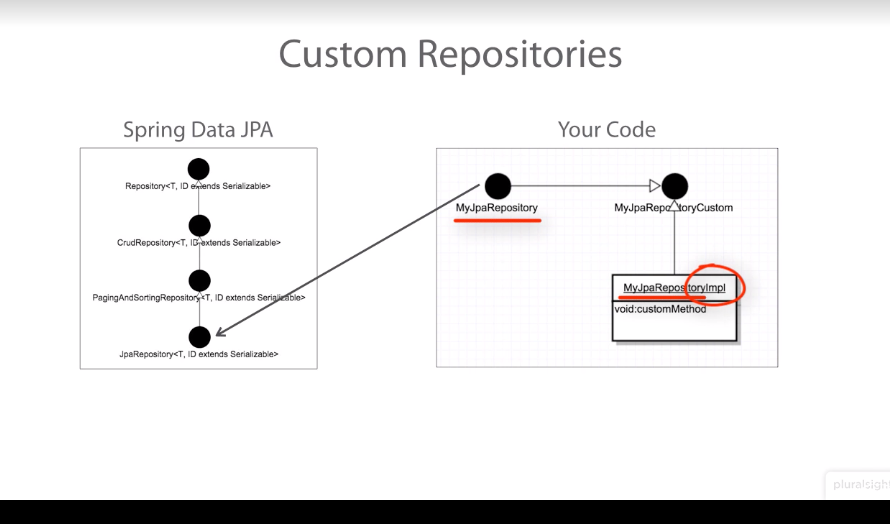 Custom Repositories
Spring Data JPA
Your Code
Repository<T, ID extends Serializable>
CrudRepository<T, ID extends Serializable>
PagingAndSortingRepository<T, ID extends Serializable>
JpaRepository<T, ID extends Serializable>
MyJpaRepository
MyJpaRepositoryCustom
MyJpaRepositoryImpl
void:customMethod
pluralsight